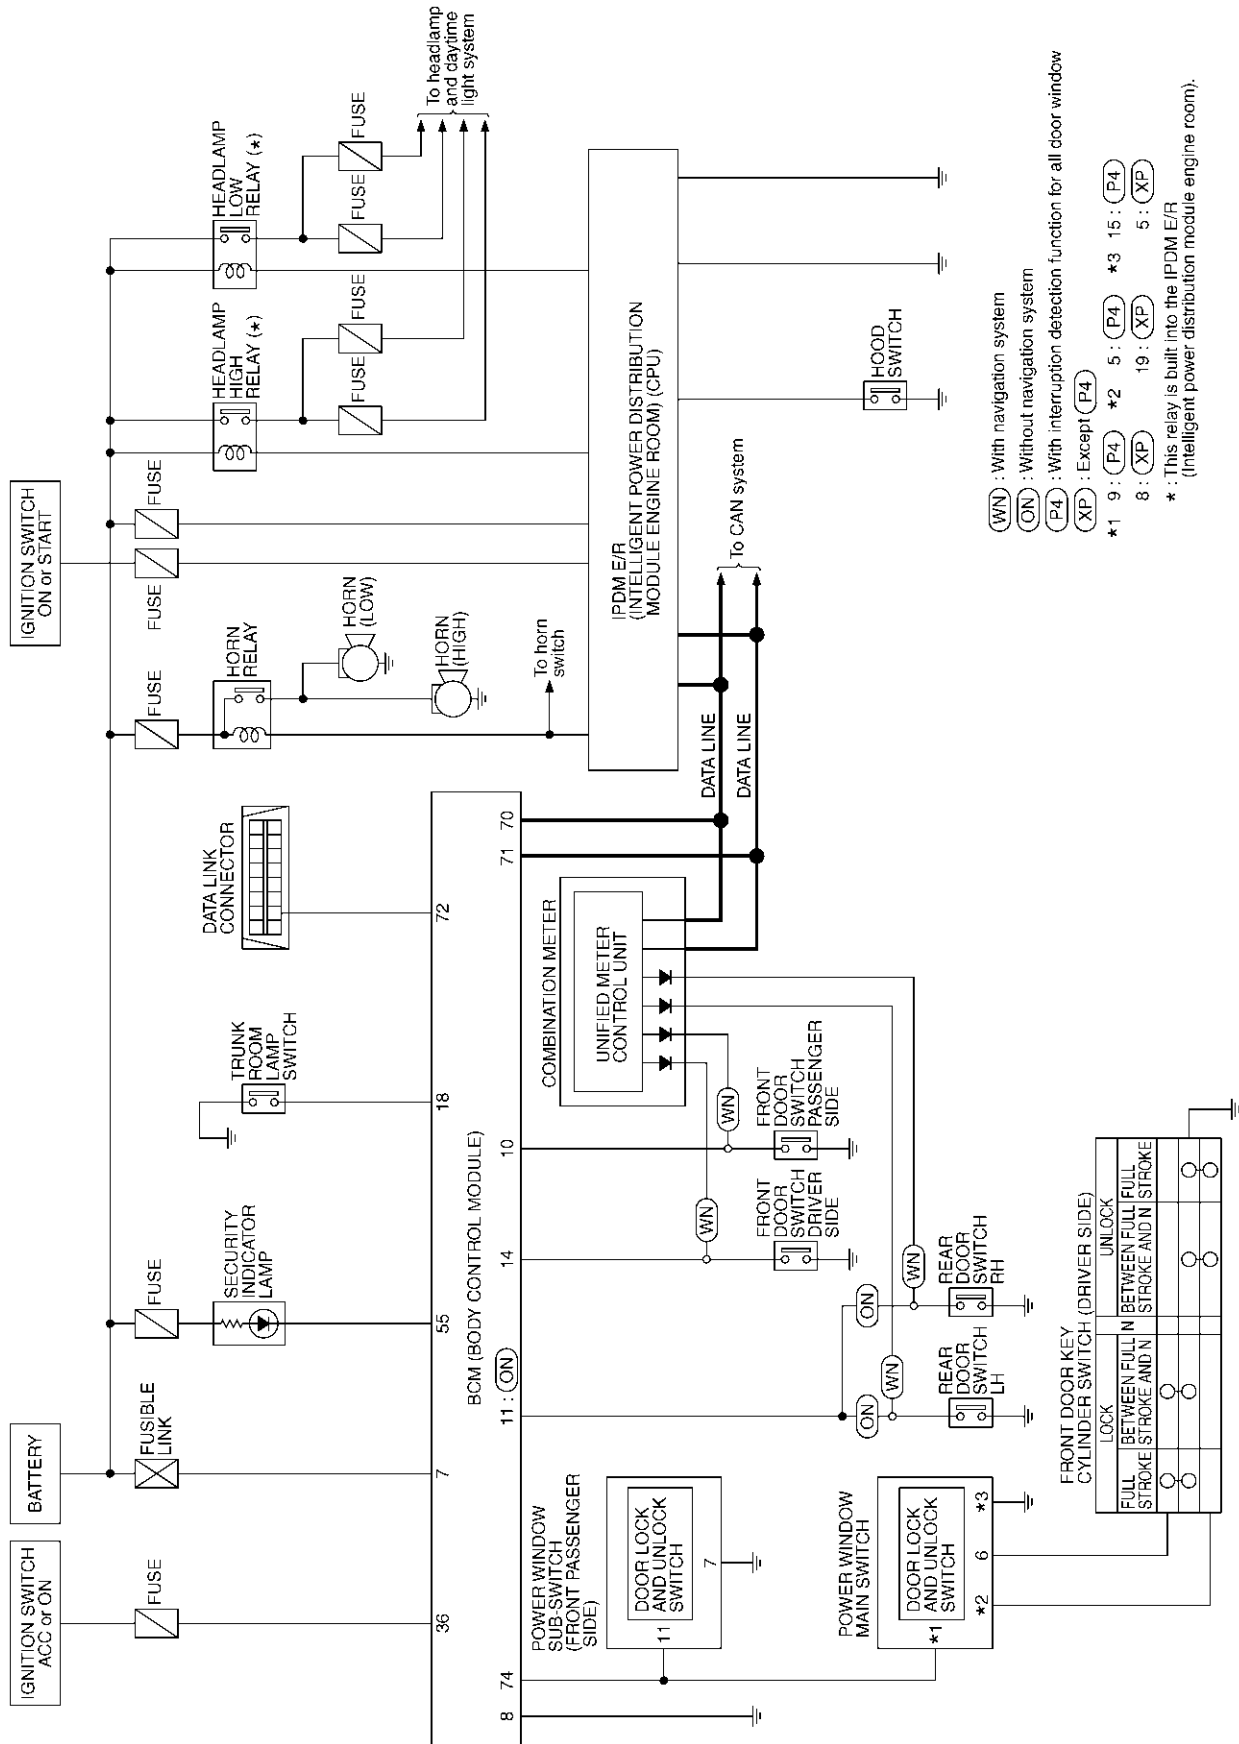 IGNITION SWITCH
ACC or ON
BATTERY
IGNITION SWITCH
ON or START
FUSE
FUSIBLE
LINK
FUSE
FUSE
FUSE
FUSE
SECURITY
INDICATOR
LAMP
TRUNK
ROOM
LAMP
SWITCH
DATA LINK
CONNECTOR
HORN
RELAY
HEADLAMP
HIGH
RELAY (*)
HEADLAMP
LOW
RELAY (*)
HORN
(LOW)
HORN
(HIGH)
FUSE
FUSE
FUSE
FUSE
To headlamp
and daytime
light system
To horn
switch
36
7
55
18
72
BCM (BODY CONTROL MODULE)
8
74
11 : ON
14
10
71
70
IPDM E/R
(INTELLIGENT POWER DISTRIBUTION
MODULE ENGINE ROOM) (CPU)
POWER WINDOW
SUB-SWITCH
(FRONT PASSENGER
SIDE)
11
DOOR LOCK
AND UNLOCK
SWITCH
7
COMBINATION METER
UNIFIED METER
CONTROL UNIT
DATA LINE
DATA LINE
To CAN system
HOOD
SWITCH
WN
WN
FRONT
DOOR
SWITCH
DRIVER
SIDE
FRONT
DOOR
SWITCH
PASSENGER
SIDE
ON
WN
ON
WN
REAR
DOOR
SWITCH
LH
REAR
DOOR
SWITCH
RH
POWER WINDOW
MAIN SWITCH
*1
DOOR LOCK
AND UNLOCK
SWITCH
*2
6
*3
FRONT DOOR KEY
CYLINDER SWITCH (DRIVER SIDE)
LOCK
N
UNLOCK
FULL
STROKE
BETWEEN FULL
STROKE AND N
BETWEEN FULL
STROKE AND N
FULL
STROKE
WN : With navigation system
ON : Without navigation system
P4 : With interruption detection function for all door window
XP : Except P4
*1 9 : P4 *2 5 : P4 *3 15 : P4
8 : XP 19 : XP 5 : XP
* : This relay is built into the IPDM E/R
(Intelligent power distribution module engine room).